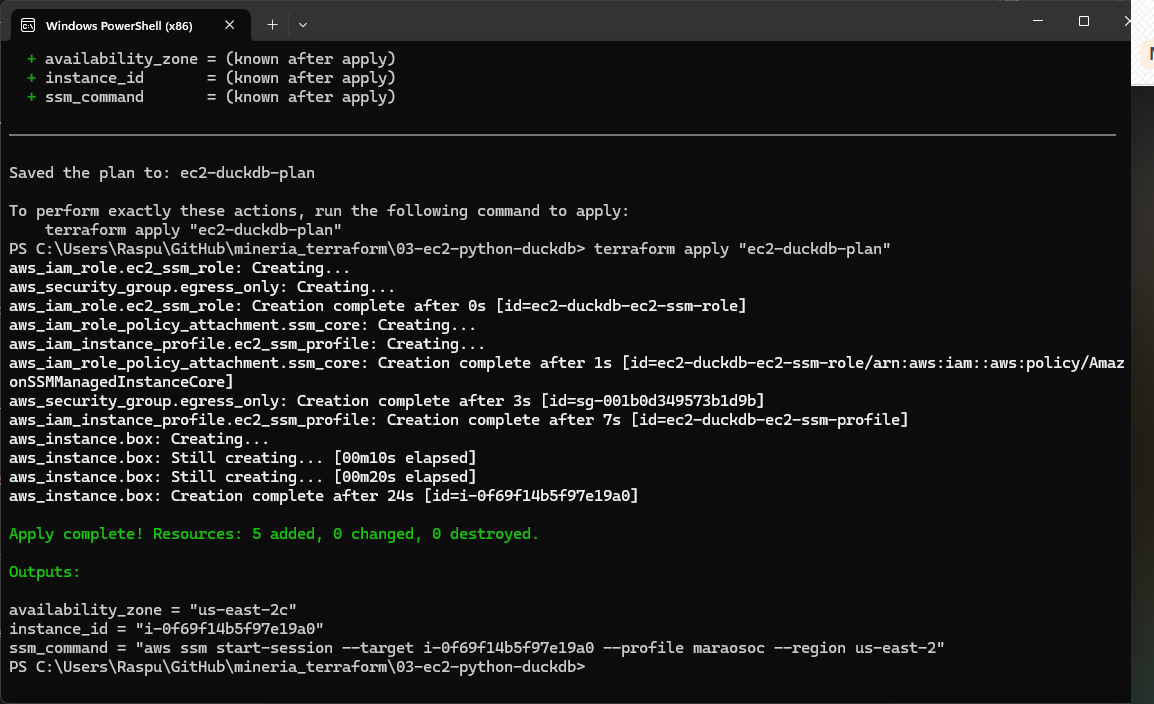 Windows PowerShell (x86)
+ availability_zone = (known after apply)
+ instance_id       = (known after apply)
+ ssm_command       = (known after apply)
Saved the plan to: ec2-duckdb-plan
To perform exactly these actions, run the following command to apply:
    terraform apply "ec2-duckdb-plan"
PS C:\Users\Raspu\GitHub\mineria_terraform\03-ec2-python-duckdb> terraform apply "ec2-duckdb-plan"
aws_iam_role.ec2_ssm_role: Creating...
aws_security_group.egress_only: Creating...
aws_iam_role.ec2_ssm_role: Creation complete after 0s [id=ec2-duckdb-ec2-ssm-role]
aws_iam_role_policy_attachment.ssm_core: Creating...
aws_iam_instance_profile.ec2_ssm_profile: Creating...
aws_iam_role_policy_attachment.ssm_core: Creation complete after 1s [id=ec2-duckdb-ec2-ssm-role/arn:aws:iam::aws:policy/Amaz
onSSMManagedInstanceCore]
aws_security_group.egress_only: Creation complete after 3s [id=sg-001b0d349573b1d9b]
aws_iam_instance_profile.ec2_ssm_profile: Creation complete after 7s [id=ec2-duckdb-ec2-ssm-profile]
aws_instance.box: Creating...
aws_instance.box: Still creating... [00m10s elapsed]
aws_instance.box: Still creating... [00m20s elapsed]
aws_instance.box: Creation complete after 24s [id=i-0f69f14b5f97e19a0]
Apply complete! Resources: 5 added, 0 changed, 0 destroyed.
Outputs:
availability_zone = "us-east-2c"
instance_id = "i-0f69f14b5f97e19a0"
ssm_command = "aws ssm start-session --target i-0f69f14b5f97e19a0 --profile maraosoc --region us-east-2"
PS C:\Users\Raspu\GitHub\mineria_terraform\03-ec2-python-duckdb>